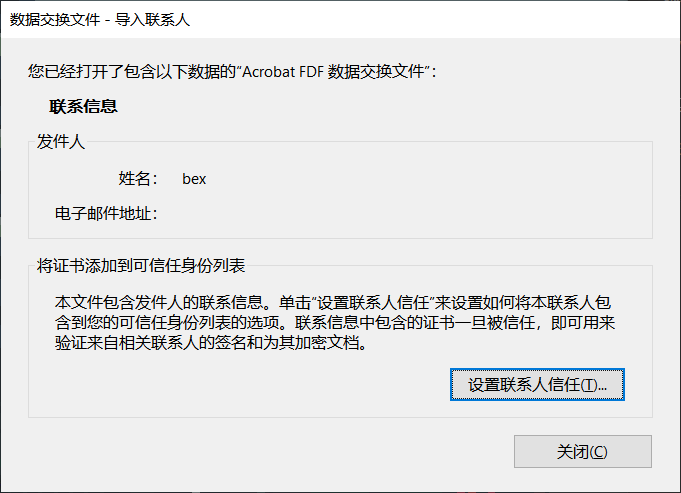 数据交换文件 - 导入联系人
您已经打开了包含以下数据的“Acrobat FDF 数据交换文件”：
联系信息
发件人
姓名： bex
电子邮件地址：
将证书添加到可信任身份列表
本文件包含发件人的联系信息。单击“设置联系人信任”来设置如何将本联系人包
含到您的可信任身份列表的选项。联系信息中包含的证书一旦被信任，即可用来
验证来自相关联系人的签名和为其加密文档。
设置联系人信任(T)...
关闭(C)